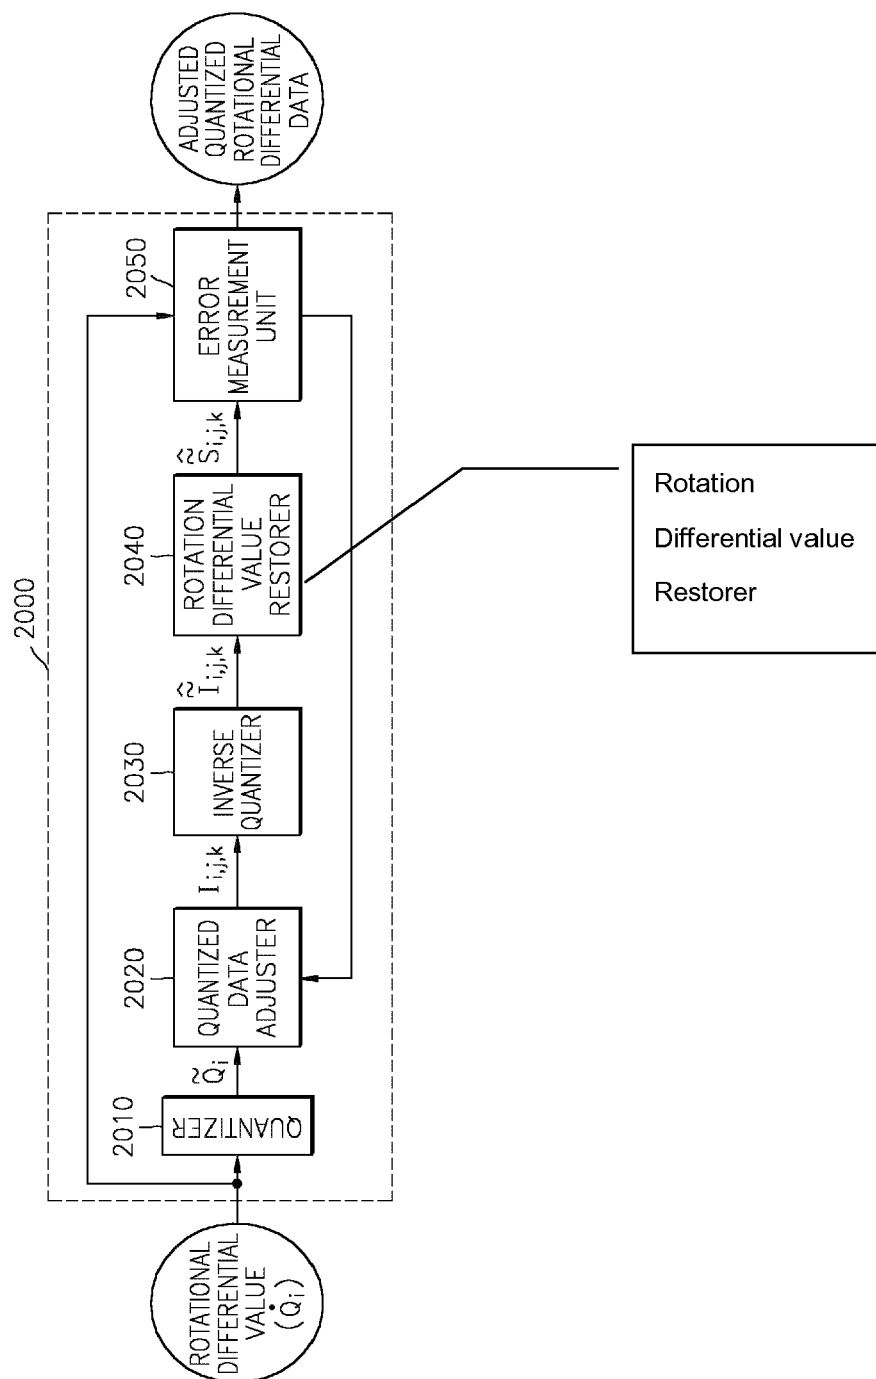 2000
ROTATIONAL
DIFFERENTIAL
VALUE
(Q̇i)
2010
QUANTIZER
Q̃i
2020
QUANTIZED
DATA
ADJUSTER
Ii,j,k
2030
INVERSE
QUANTIZER
Ĩ̂i,j,k
2040
ROTATION
DIFFERENTIAL
VALUE
RESTORER
S̃̂i,j,k
2050
ERROR
MEASUREMENT
UNIT
ADJUSTED
QUANTIZED
ROTATIONAL
DIFFERENTIAL
DATA
Rotation
Differential value
Restorer